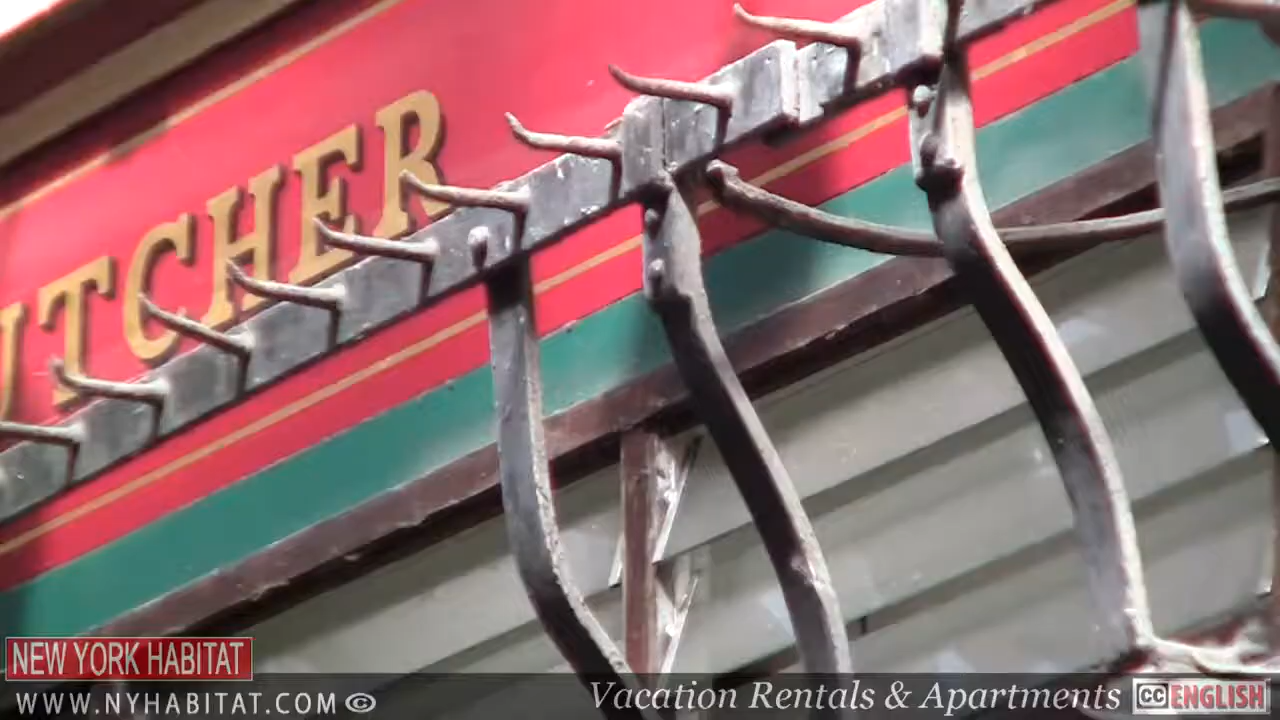 UTCHER
NEW YORK HABITAT
WWW.NYHABITAT.COM ©
Vacation Rentals & Apartments
CC ENGLISH